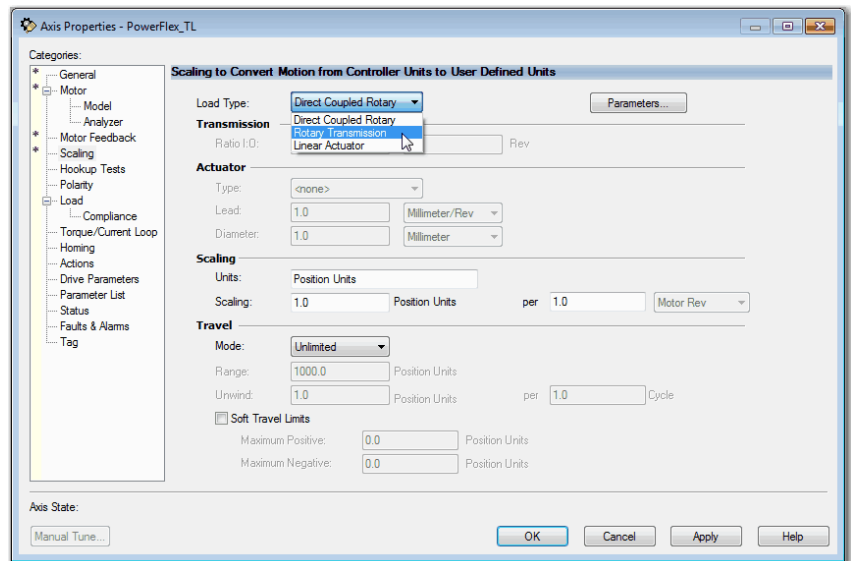 Axis Properties - PowerFlex_TL
Categories:
* General
* Motor
Model
Analyzer
* Motor Feedback
* Scaling
Hookup Tests
Polarity
Load
Compliance
Torque/Current Loop
Homing
Actions
Drive Parameters
Parameter List
Status
Faults & Alarms
Tag
Scaling to Convert Motion from Controller Units to User Defined Units
Load Type: Direct Coupled Rotary Parameters...
Direct Coupled Rotary
Rotary Transmission
Linear Actuator
Transmission
Ratio I:O: Rev
Actuator
Type: <none>
Lead: 1.0 Millimeter/Rev
Diameter: 1.0 Millimeter
Scaling
Units: Position Units
Scaling: 1.0 Position Units per 1.0 Motor Rev
Travel
Mode: Unlimited
Range: 1000.0 Position Units
Unwind: 1.0 Position Units per 1.0 Cycle
Soft Travel Limits
Maximum Positive: 0.0 Position Units
Maximum Negative: 0.0 Position Units
Axis State:
Manual Tune... OK Cancel Apply Help